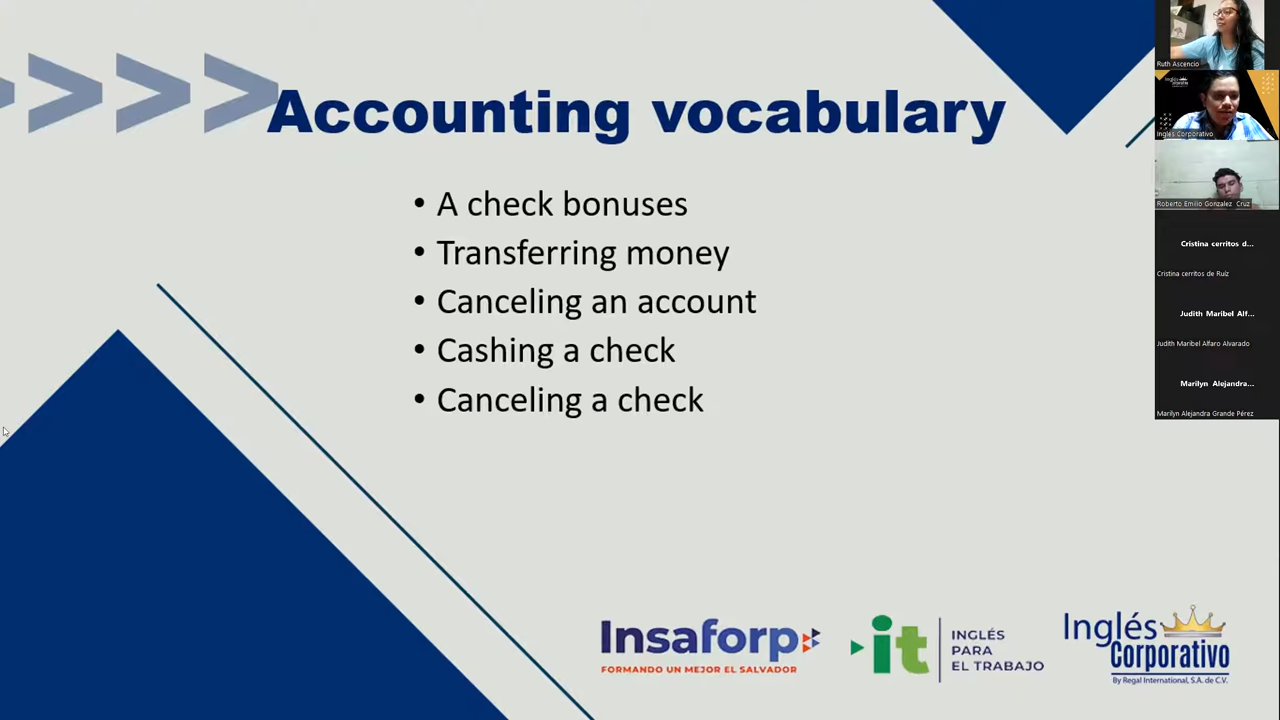 Accounting vocabulary
• A check bonuses
• Transferring money
• Canceling an account
• Cashing a check
• Canceling a check
Insaforp
FORMANDO UN MEJOR EL SALVADOR
it
INGLÉS
PARA
EL TRABAJO
Inglés
Corporativo
By Regal International, S.A. de C.V.
Ruth Ascencio
Inglés Corporativo
Roberto Emilio Gonzalez Cruz
Cristina cerritos d...
Cristina cerritos de Ruíz
Judith Maribel Alf...
Judith Maribel Alfaro Alvarado
Marilyn Alejandra...
Marilyn Alejandra Grande Pérez